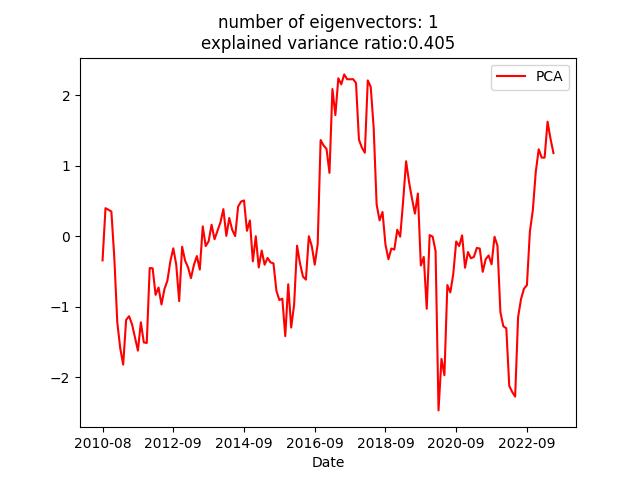 number of eigenvectors: 1
explained variance ratio:0.405
PCA
2
1
0
−1
−2
2010-08 2012-09 2014-09 2016-09 2018-09 2020-09 2022-09
Date